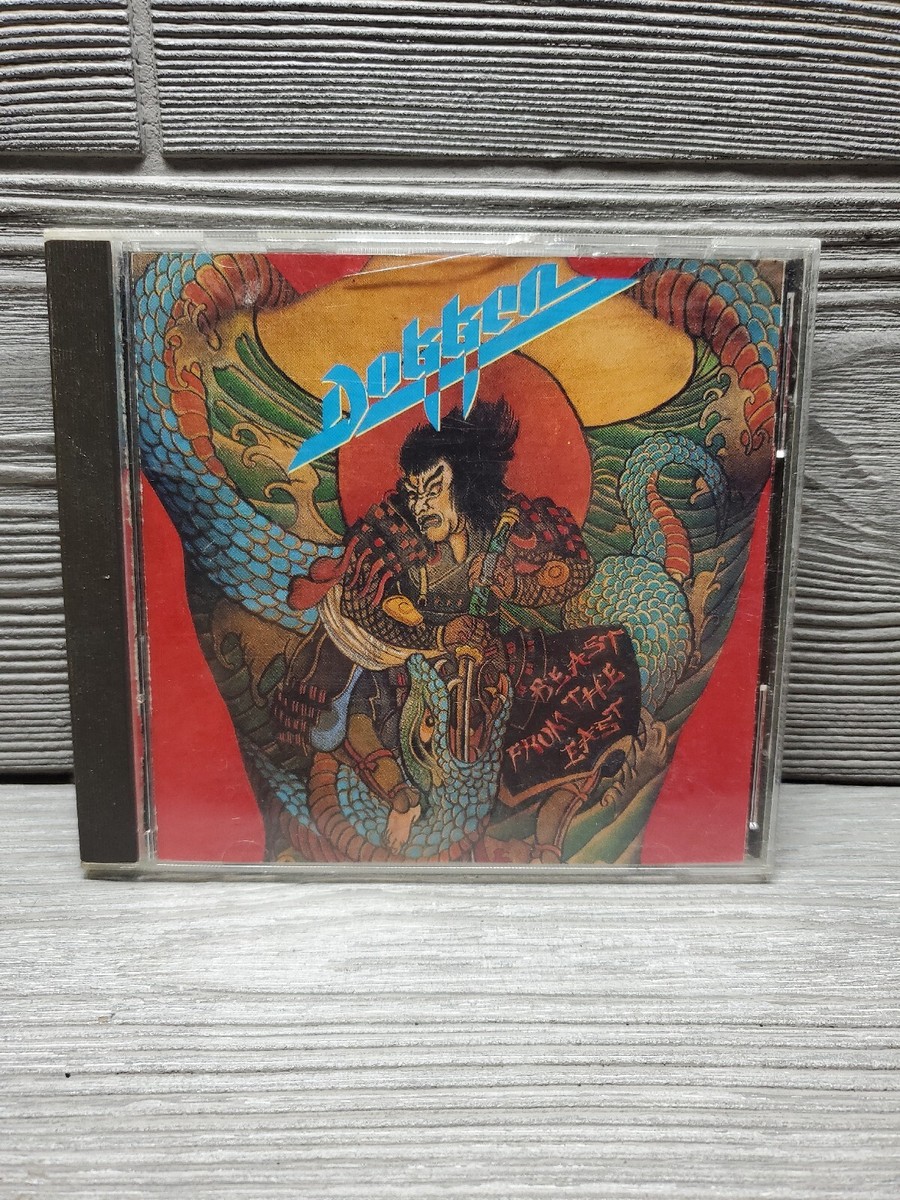 Dokken
BEAST
FROM THE
EAST